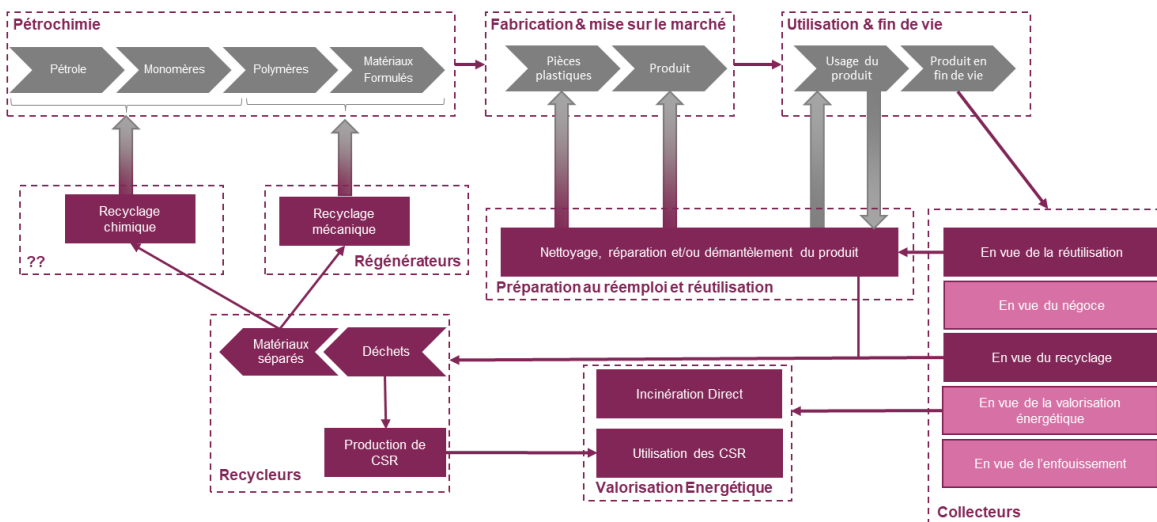 Pétrochimie
Pétrole
Monomères
Polymères
Matériaux
Formulés
Fabrication & mise sur le marché
Pièces
plastiques
Produit
Utilisation & fin de vie
Usage du
produit
Produit en
fin de vie
Recyclage
chimique
??
Recyclage
mécanique
Régénérateurs
Nettoyage, réparation et/ou démantèlement du produit
Préparation au réemploi et réutilisation
En vue de la réutilisation
En vue du négoce
En vue du recyclage
En vue de la valorisation
énergétique
En vue de l'enfouissement
Collecteurs
Matériaux
séparés
Déchets
Production de
CSR
Recycleurs
Incinération Direct
Utilisation des CSR
Valorisation Energétique